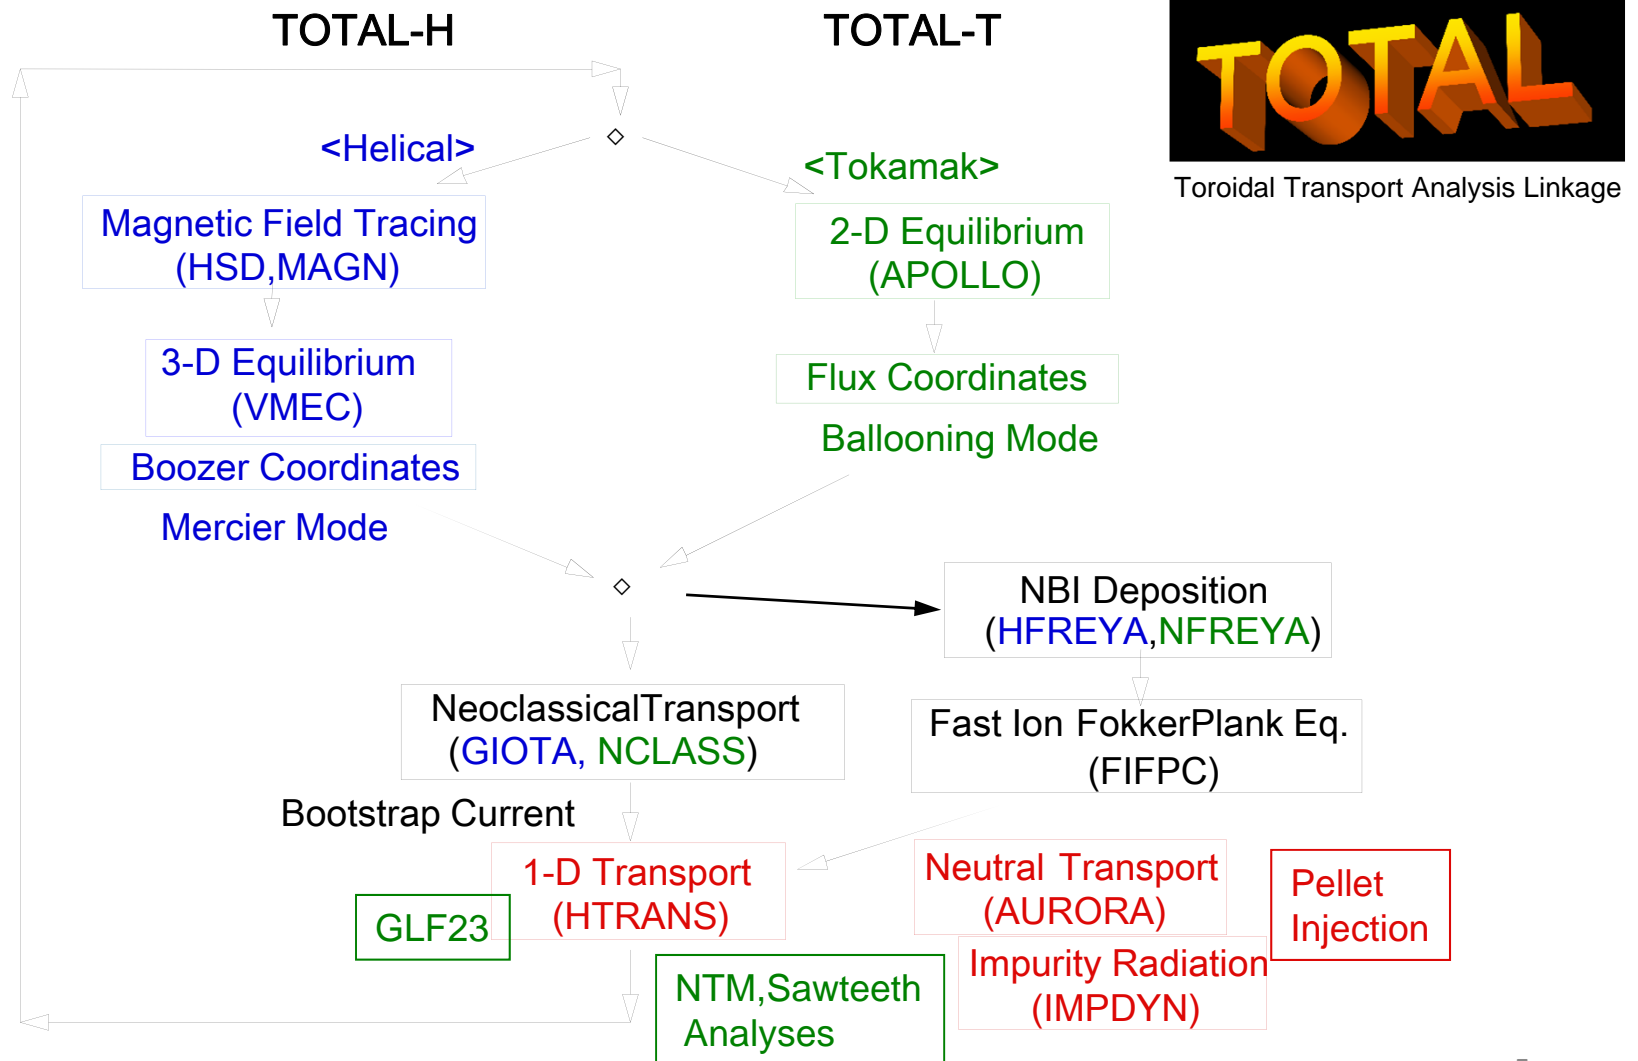 TOTAL-H
TOTAL-T
TOTAL
Toroidal Transport Analysis Linkage
<Helical>
<Tokamak>
Magnetic Field Tracing
(HSD,MAGN)
2-D Equilibrium
(APOLLO)
3-D Equilibrium
(VMEC)
Flux Coordinates
Boozer Coordinates
Ballooning Mode
Mercier Mode
NBI Deposition
(HFREYA,NFREYA)
NeoclassicalTransport
(GIOTA, NCLASS)
Fast Ion FokkerPlank Eq.
(FIFPC)
Bootstrap Current
1-D Transport
(HTRANS)
GLF23
Neutral Transport
(AURORA)
Pellet
Injection
Impurity Radiation
(IMPDYN)
NTM,Sawteeth
Analyses